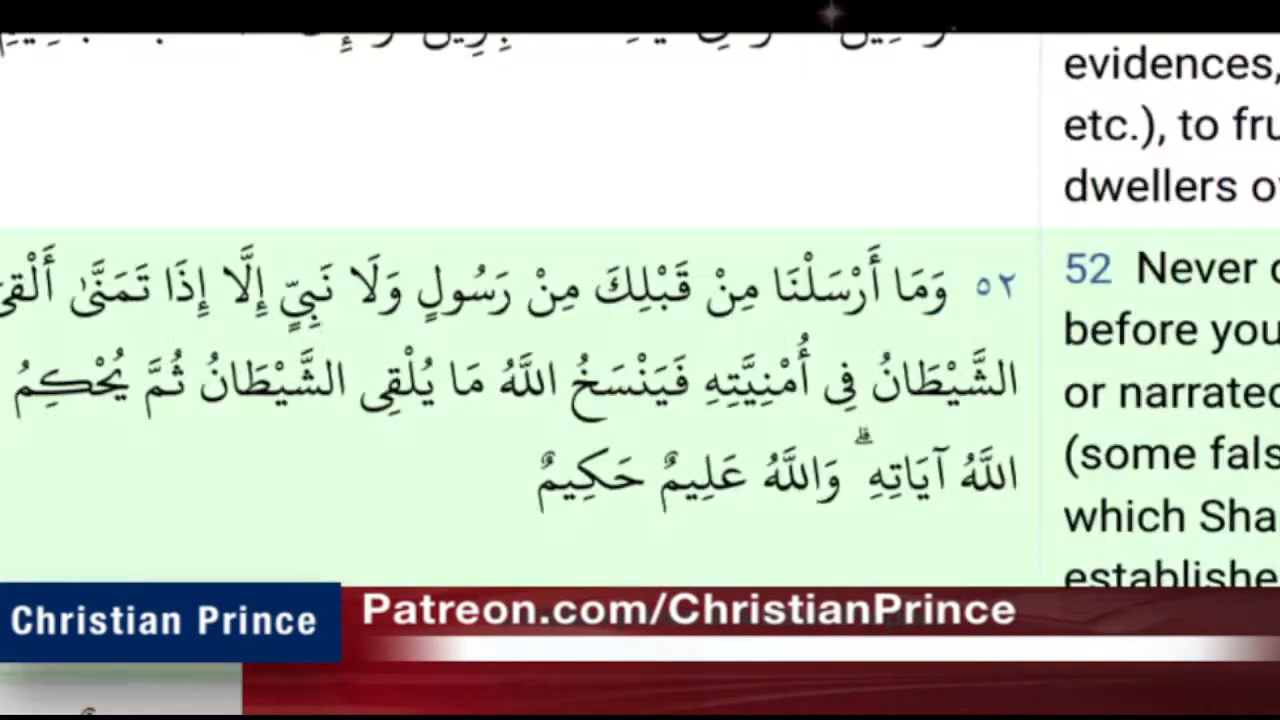 evidences,
etc.), to fru
dwellers o
٥٢ وَمَا أَرْسَلْنَا مِنْ قَبْلِكَ مِنْ رَسُولٍ وَلَا نَبِيٍّ إِلَّا إِذَا تَمَنَّىٰ أَلْقَى
الشَّيْطَانُ فِي أُمْنِيَّتِهِ فَيَنْسَخُ اللَّهُ مَا يُلْقِي الشَّيْطَانُ ثُمَّ يُحْكِمُ
اللَّهُ آيَاتِهِ ۗ وَاللَّهُ عَلِيمٌ حَكِيمٌ
52 Never
before you
or narrated
(some fals
which Sha
establishe
Christian Prince
Patreon.com/ChristianPrince